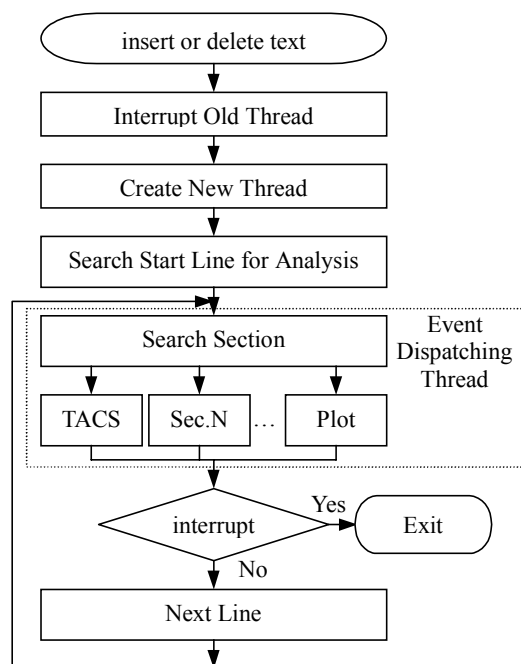 insert or delete text
Interrupt Old Thread
Create New Thread
Search Start Line for Analysis
Event
Dispatching
Thread
Search Section
TACS
Sec.N
...
Plot
interrupt
Yes
Exit
No
Next Line